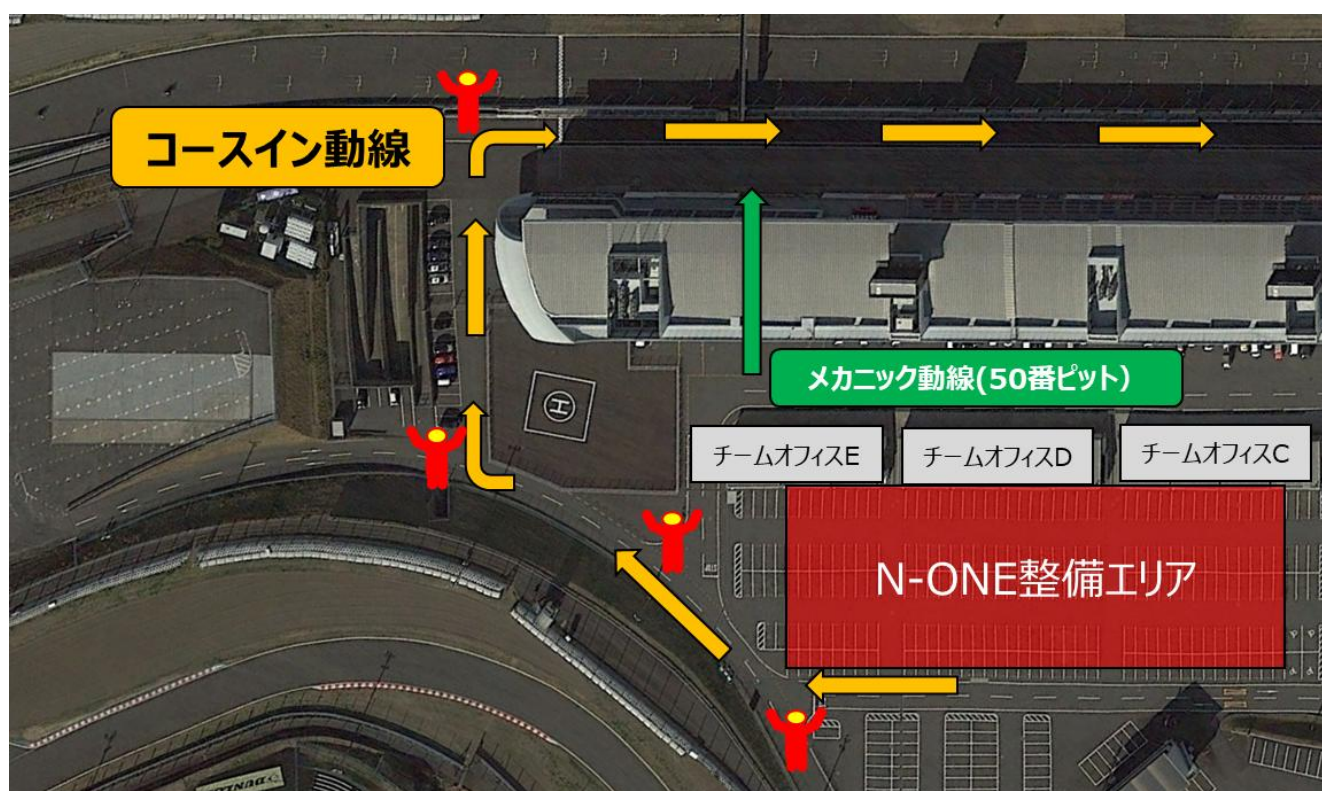 コースイン動線
メカニック動線(50番ピット)
チームオフィスE
チームオフィスD
チームオフィスC
N-ONE整備エリア
H
DUNLOP